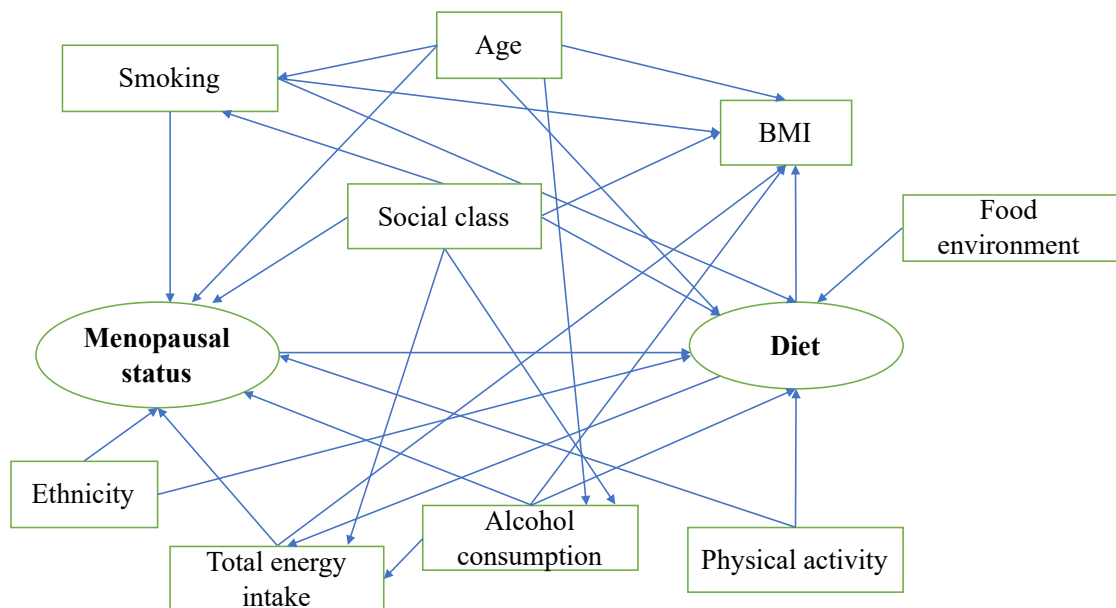 Age
Smoking
BMI
Social class
Food
environment
Menopausal
status
Diet
Ethnicity
Alcohol
consumption
Physical activity
Total energy
intake